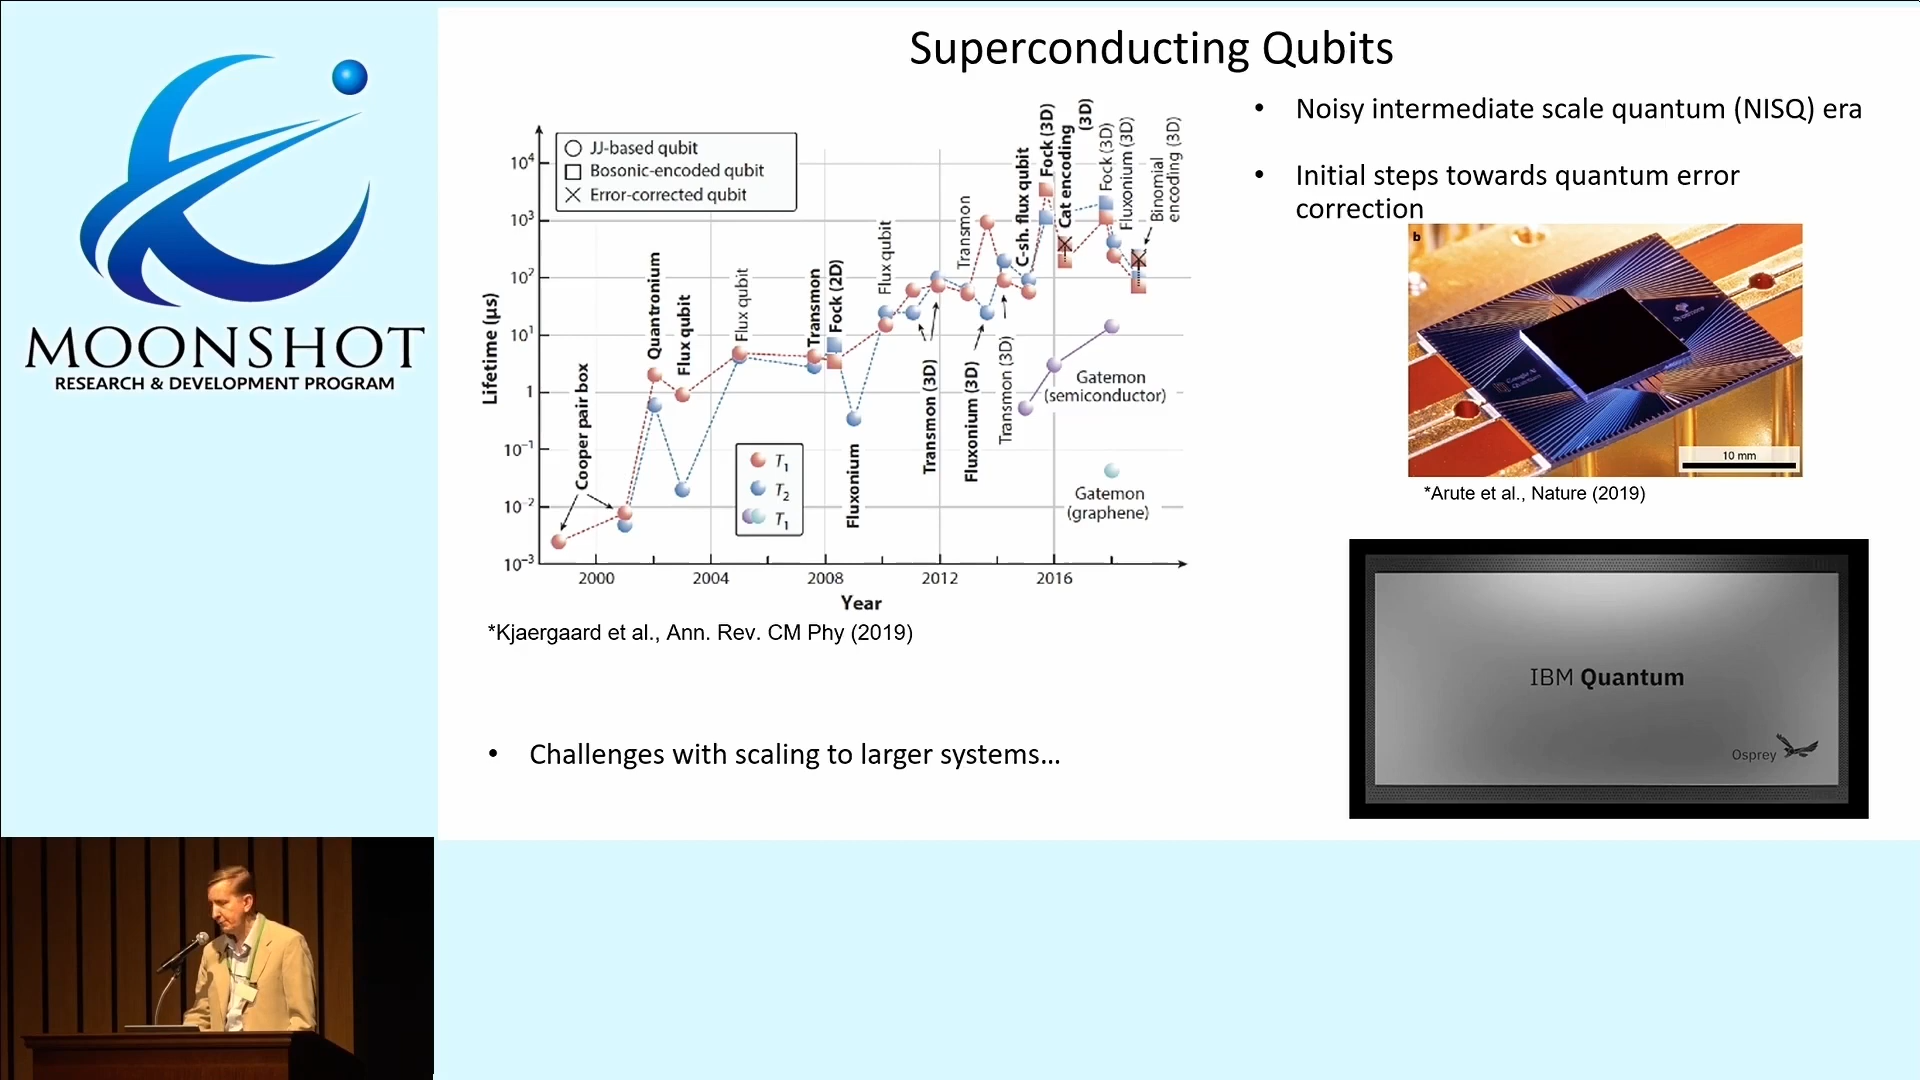 MOONSHOT
RESEARCH & DEVELOPMENT PROGRAM
Superconducting Qubits
JJ-based qubit
Bosonic-encoded qubit
Error-corrected qubit
Lifetime (μs)
10⁴
10³
10²
10¹
1
10⁻¹
10⁻²
10⁻³
2000
2004
2008
2012
2016
Year
Cooper pair box
Quantronium
Flux qubit
Flux qubit
Transmon
Fock (2D)
Fluxonium
Flux qubit
Transmon (3D)
Transmon
Fluxonium (3D)
Transmon (3D)
C-sh. flux qubit
Fock (3D)
Cat encoding
(3D)
Fock (3D)
Fluxonium (3D)
Binomial
encoding (3D)
Gatemon
(semiconductor)
Gatemon
(graphene)
T₁
T₂
T₁
*Kjaergaard et al., Ann. Rev. CM Phy (2019)
• Challenges with scaling to larger systems…
• Noisy intermediate scale quantum (NISQ) era
• Initial steps towards quantum error
correction
b
Google AI
Quantum
10 mm
*Arute et al., Nature (2019)
IBM Quantum
Osprey